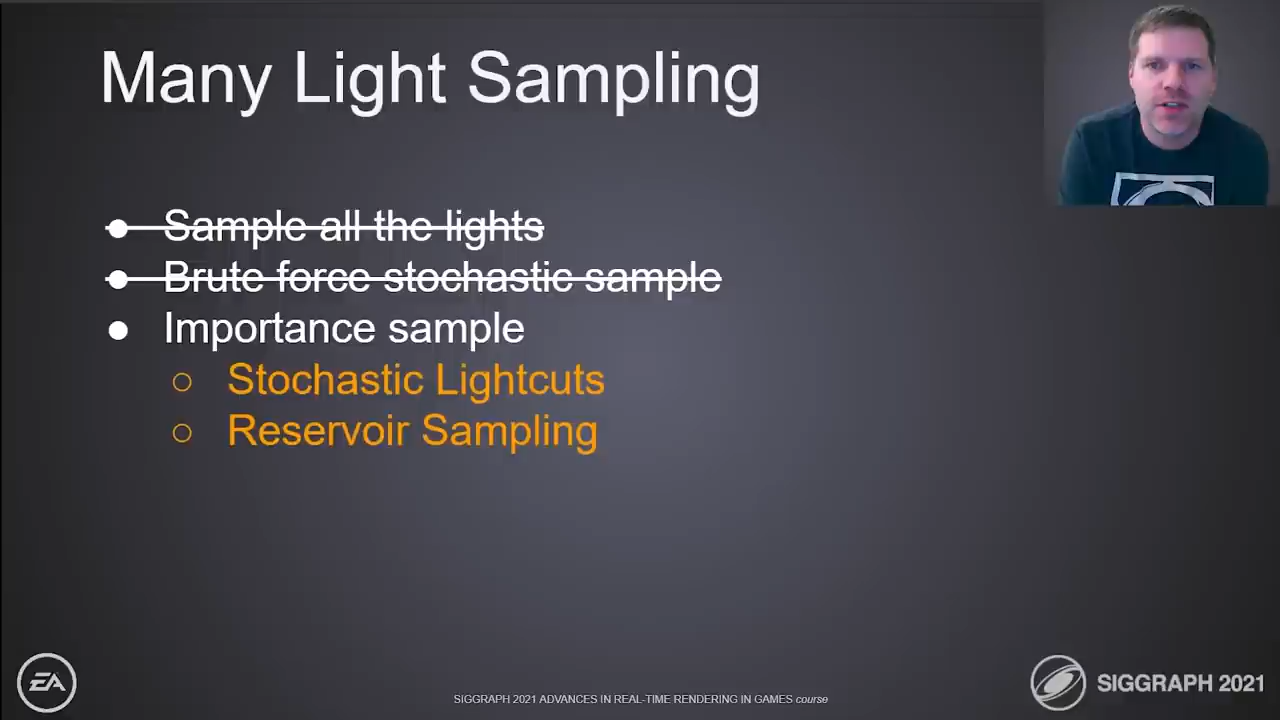 Many Light Sampling
Sample all the lights
Brute force stochastic sample
Importance sample
Stochastic Lightcuts
Reservoir Sampling
EA
SIGGRAPH 2021 ADVANCES IN REAL-TIME RENDERING IN GAMES course
SIGGRAPH 2021